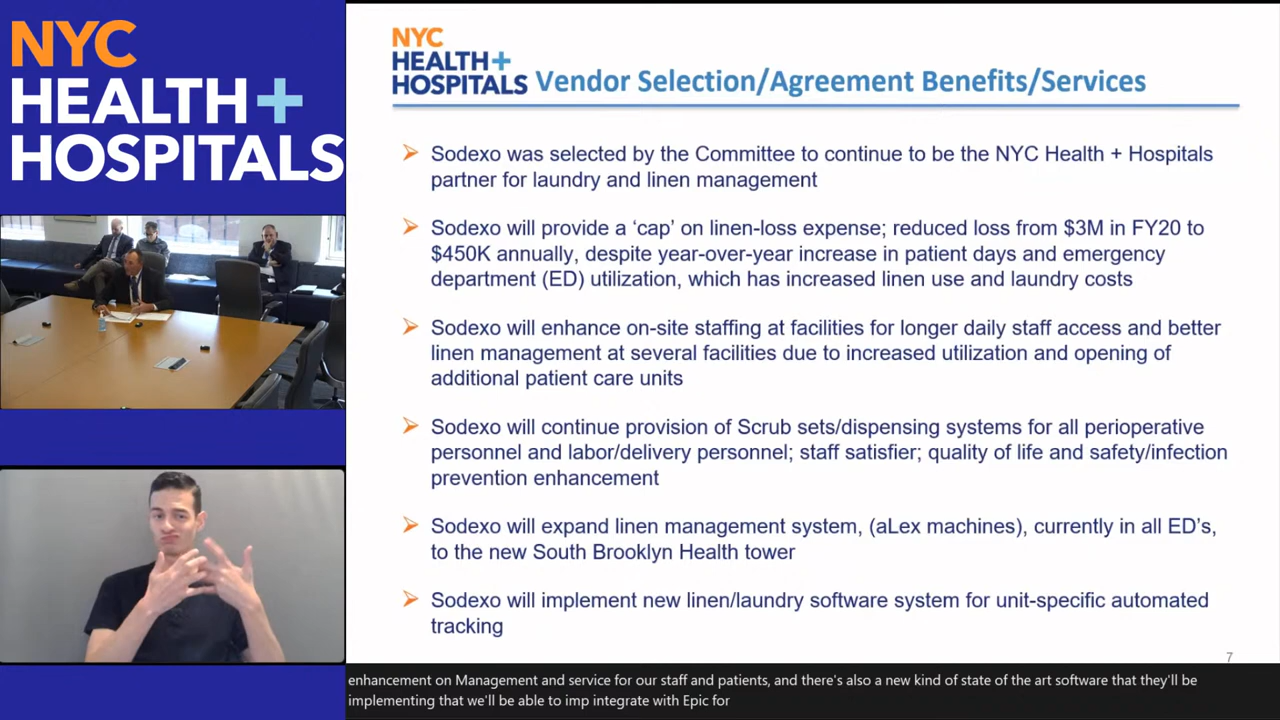 NYC
HEALTH+
HOSPITALS
NYC
HEALTH+
HOSPITALS
Vendor Selection/Agreement Benefits/Services
Sodexo was selected by the Committee to continue to be the NYC Health + Hospitals
partner for laundry and linen management
Sodexo will provide a ‘cap’ on linen-loss expense; reduced loss from $3M in FY20 to
$450K annually, despite year-over-year increase in patient days and emergency
department (ED) utilization, which has increased linen use and laundry costs
Sodexo will enhance on-site staffing at facilities for longer daily staff access and better
linen management at several facilities due to increased utilization and opening of
additional patient care units
Sodexo will continue provision of Scrub sets/dispensing systems for all perioperative
personnel and labor/delivery personnel; staff satisfier; quality of life and safety/infection
prevention enhancement
Sodexo will expand linen management system, (aLex machines), currently in all ED’s,
to the new South Brooklyn Health tower
Sodexo will implement new linen/laundry software system for unit-specific automated
tracking
7
enhancement on Management and service for our staff and patients, and there's also a new kind of state of the art software that they'll be
implementing that we'll be able to imp integrate with Epic for